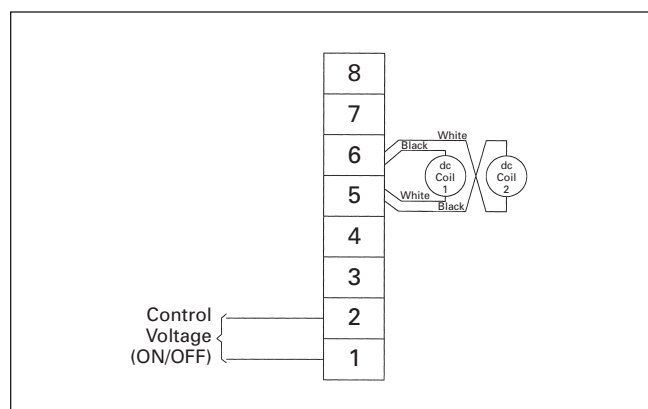 8
7
6
5
4
3
2
1
White
Black
dc
Coil
1
dc
Coil
2
White
Black
Control
Voltage
(ON/OFF)